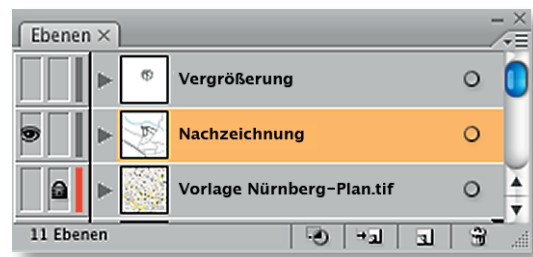 Ebenen
Vergrößerung
Nachzeichnung
Vorlage Nürnberg-Plan.tif
11 Ebenen